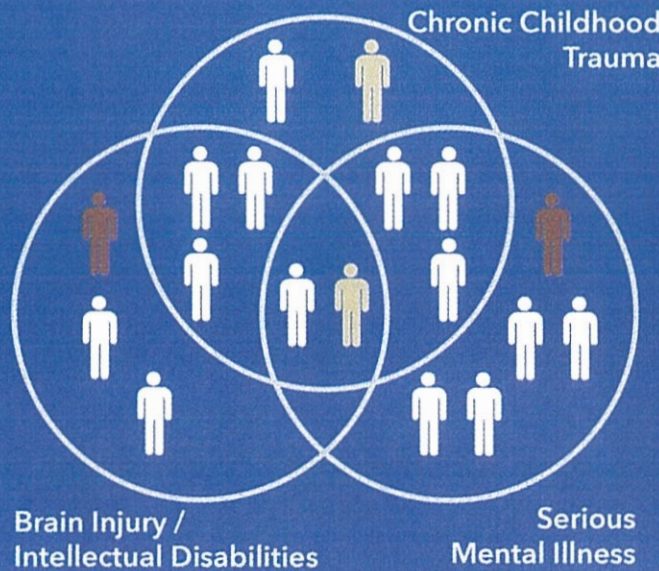 Chronic Childhood
Trauma
Brain Injury /
Intellectual Disabilities
Serious
Mental Illness